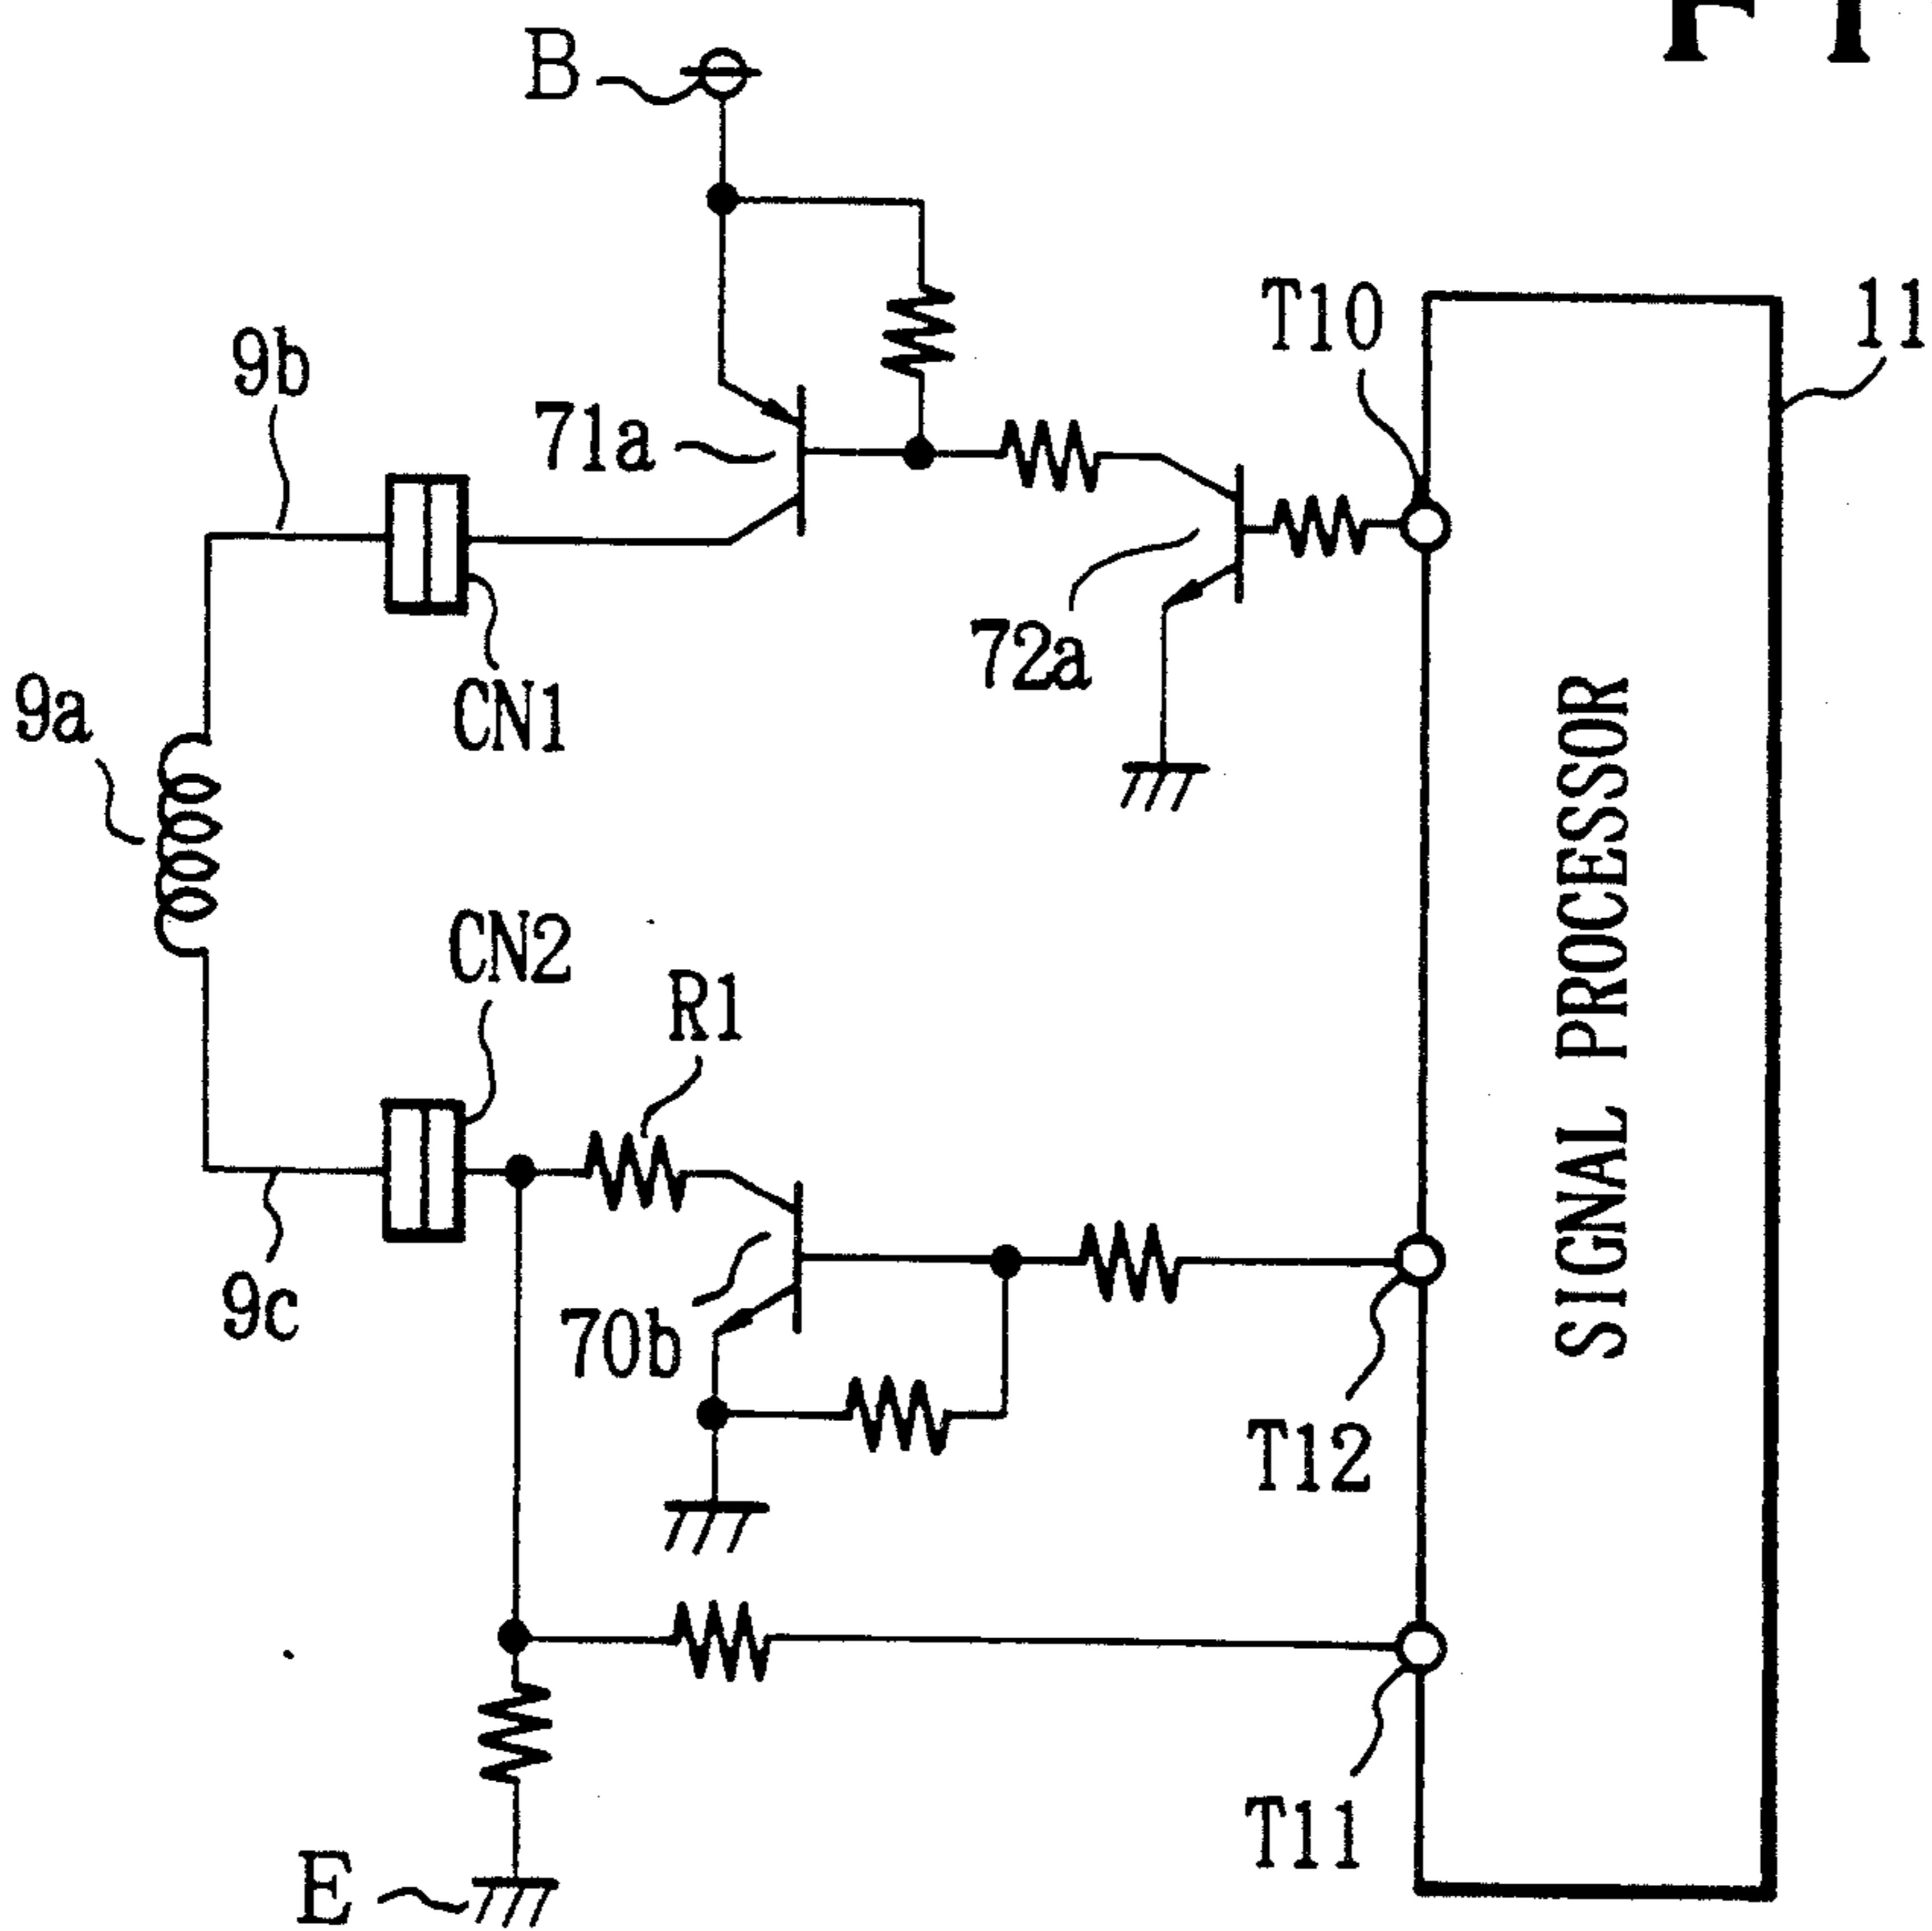 B
T10
11
9b
71a
72a
9a
CN1
SIGNAL PROCESSOR
CN2
R1
9c
70b
T12
T11
E